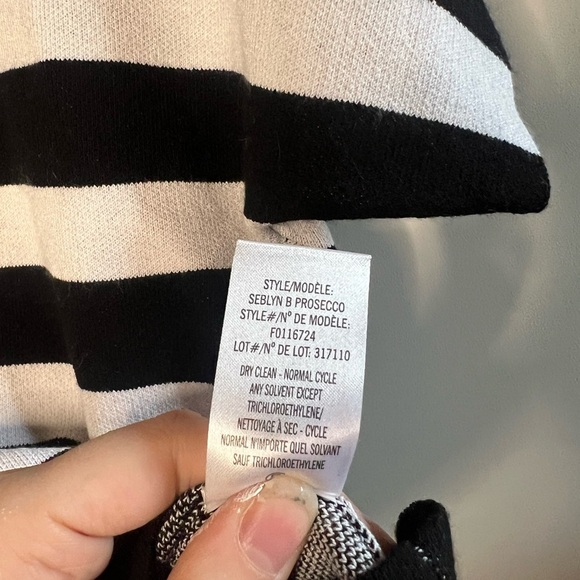 STYLE/MODÈLE:
SEBLYN B PROSECCO
STYLE#/N° DE MODÈLE:
F0116724
LOT#/N° DE LOT: 317110
DRY CLEAN - NORMAL CYCLE
ANY SOLVENT EXCEPT
TRICHLOROETHYLENE/
NETTOYAGE À SEC - CYCLE
NORMAL N'IMPORTE QUEL SOLVANT
SAUF TRICHLOROETHYLENE